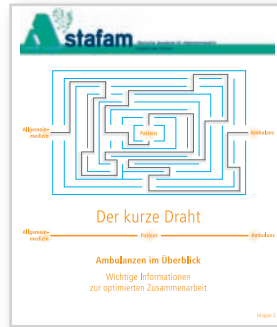 stafam
Allgemein-
medizin
Patient
Ambulanz
Der kurze Draht
Allgemein-
medizin
Patient
Ambulanz
Ambulanzen im Überblick
Wichtige Informationen
zur optimierten Zusammenarbeit